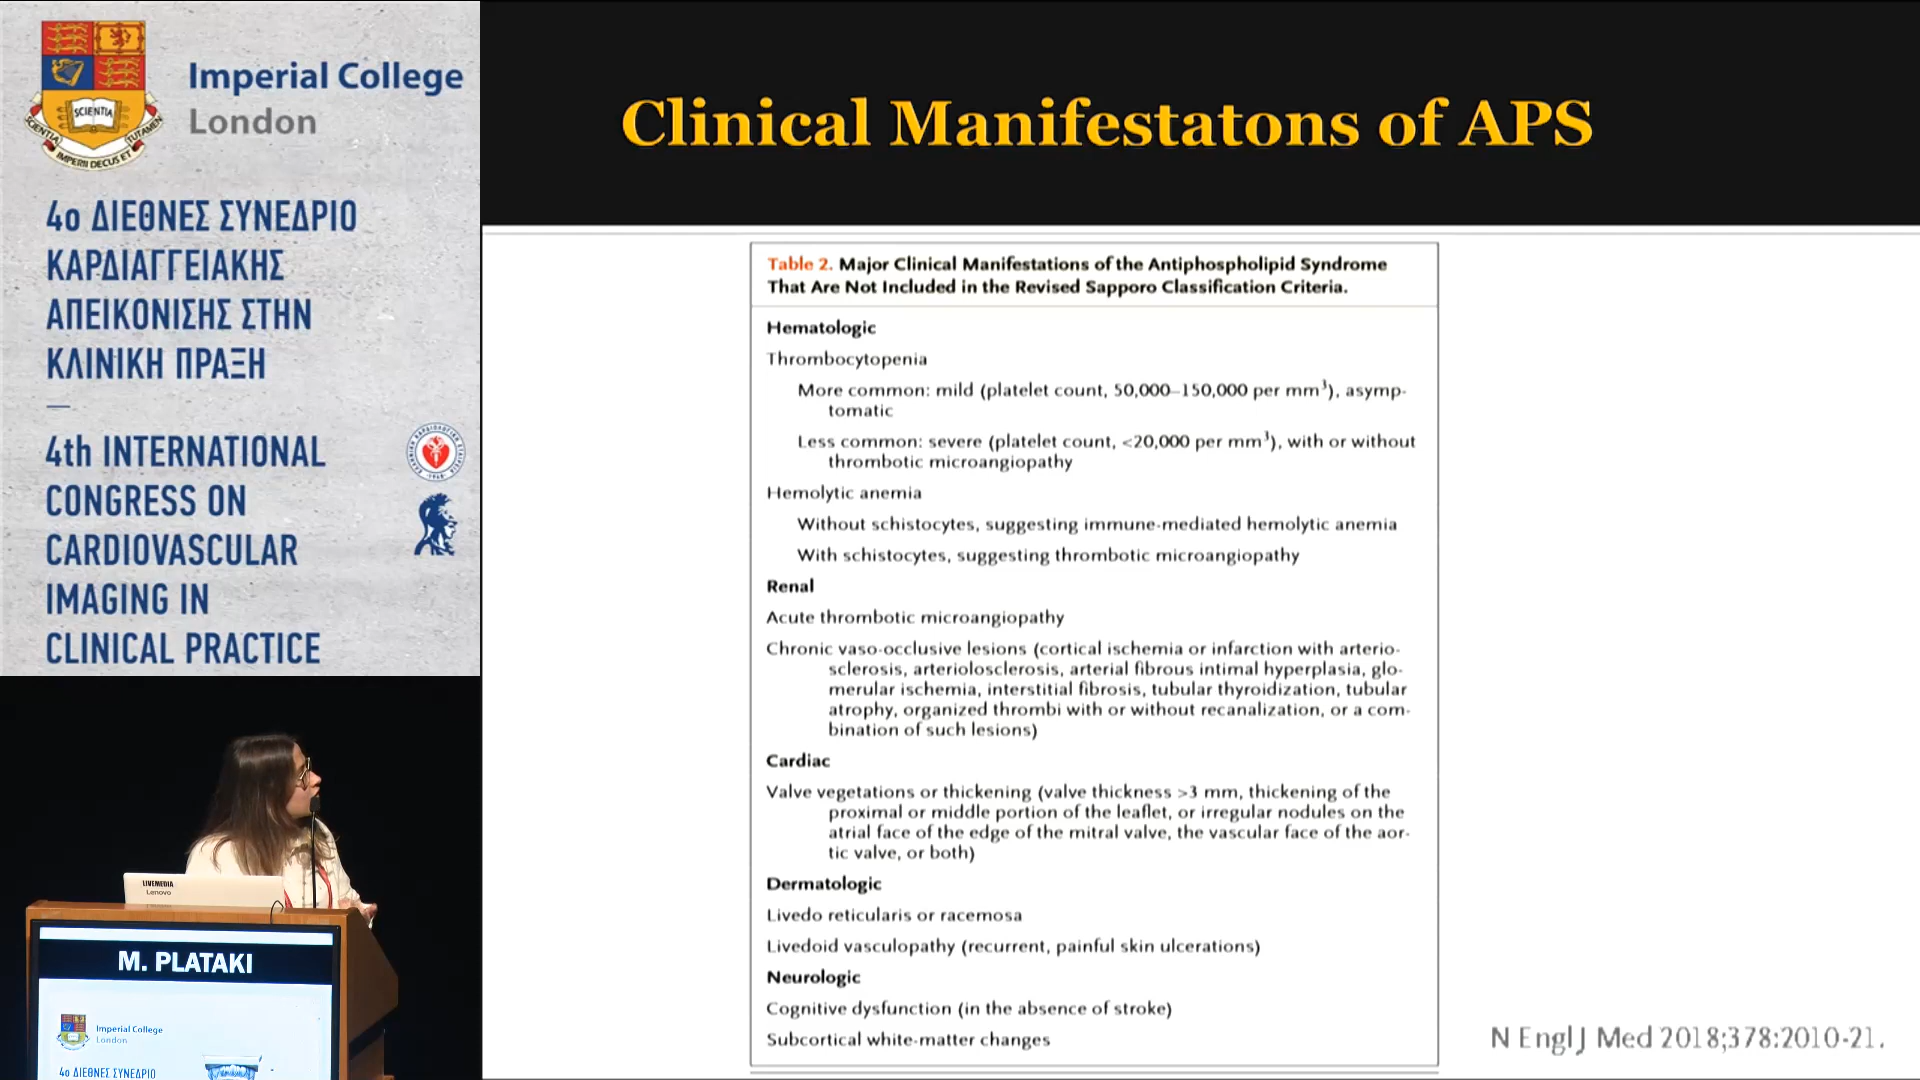 SCIENTIA
SCIENTIA
IMPERII DECUS ET
TUTAMEN
Imperial College
London
4ο ΔΙΕΘΝΕΣ ΣΥΝΕΔΡΙΟ
ΚΑΡΔΙΑΓΓΕΙΑΚΗΣ
ΑΠΕΙΚΟΝΙΣΗΣ ΣΤΗΝ
ΚΛΙΝΙΚΗ ΠΡΑΞΗ
4th INTERNATIONAL
CONGRESS ON
CARDIOVASCULAR
IMAGING IN
CLINICAL PRACTICE
LIVEMEDIA
Lenovo
M. PLATAKI
Imperial College
London
4ο ΔΙΕΘΝΕΣ ΣΥΝΕΔΡΙΟ
Clinical Manifestatons of APS
Table 2. Major Clinical Manifestations of the Antiphospholipid Syndrome
That Are Not Included in the Revised Sapporo Classification Criteria.
Hematologic
Thrombocytopenia
More common: mild (platelet count, 50,000–150,000 per mm³), asymp-
tomatic
Less common: severe (platelet count, <20,000 per mm³), with or without
thrombotic microangiopathy
Hemolytic anemia
Without schistocytes, suggesting immune-mediated hemolytic anemia
With schistocytes, suggesting thrombotic microangiopathy
Renal
Acute thrombotic microangiopathy
Chronic vaso-occlusive lesions (cortical ischemia or infarction with arterio-
sclerosis, arteriolosclerosis, arterial fibrous intimal hyperplasia, glo-
merular ischemia, interstitial fibrosis, tubular thyroidization, tubular
atrophy, organized thrombi with or without recanalization, or a com-
bination of such lesions)
Cardiac
Valve vegetations or thickening (valve thickness >3 mm, thickening of the
proximal or middle portion of the leaflet, or irregular nodules on the
atrial face of the edge of the mitral valve, the vascular face of the aor-
tic valve, or both)
Dermatologic
Livedo reticularis or racemosa
Livedoid vasculopathy (recurrent, painful skin ulcerations)
Neurologic
Cognitive dysfunction (in the absence of stroke)
Subcortical white-matter changes
N Engl J Med 2018;378:2010-21.